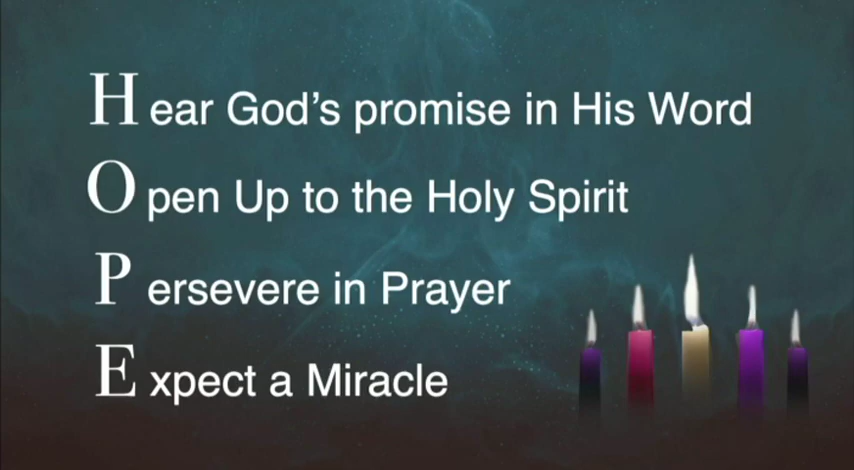 Hear God's promise in His Word
Open Up to the Holy Spirit
Persevere in Prayer
Expect a Miracle